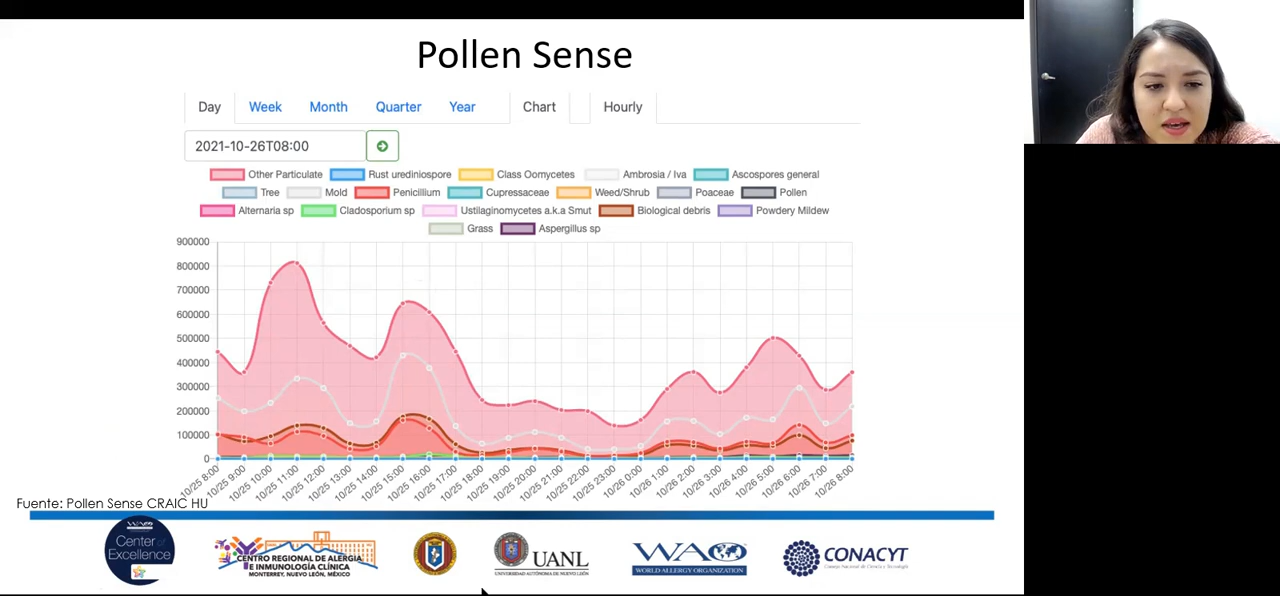 Pollen Sense
Day Week Month Quarter Year Chart Hourly
2021-10-26T08:00
Other Particulate Rust urediniospore Class Oomycetes Ambrosia / Iva Ascospores general
Tree Mold Penicillium Cupressaceae Weed/Shrub Poaceae Pollen
Alternaria sp Cladosporium sp Ustilaginomycetes a.k.a Smut Biological debris Powdery Mildew
Grass Aspergillus sp
900000
800000
700000
600000
500000
400000
300000
200000
100000
0
10/25 8:00 10/25 9:00 10/25 10:00 10/25 11:00 10/25 12:00 10/25 13:00 10/25 14:00 10/25 15:00 10/25 16:00 10/25 17:00 10/25 18:00 10/25 19:00 10/25 20:00 10/25 21:00 10/25 22:00 10/25 23:00 10/26 0:00 10/26 1:00 10/26 2:00 10/26 3:00 10/26 4:00 10/26 5:00 10/26 6:00 10/26 7:00 10/26 8:00
Fuente: Pollen Sense CRAIC HU
WAO
Center of
Excellence
CENTRO REGIONAL DE ALERGIA
E INMUNOLOGÍA CLÍNICA
MONTERREY, NUEVO LEÓN, MÉXICO
UANL
UNIVERSIDAD AUTÓNOMA DE NUEVO LEÓN
WAO
WORLD ALLERGY ORGANIZATION
CONACYT
Consejo Nacional de Ciencia y Tecnología